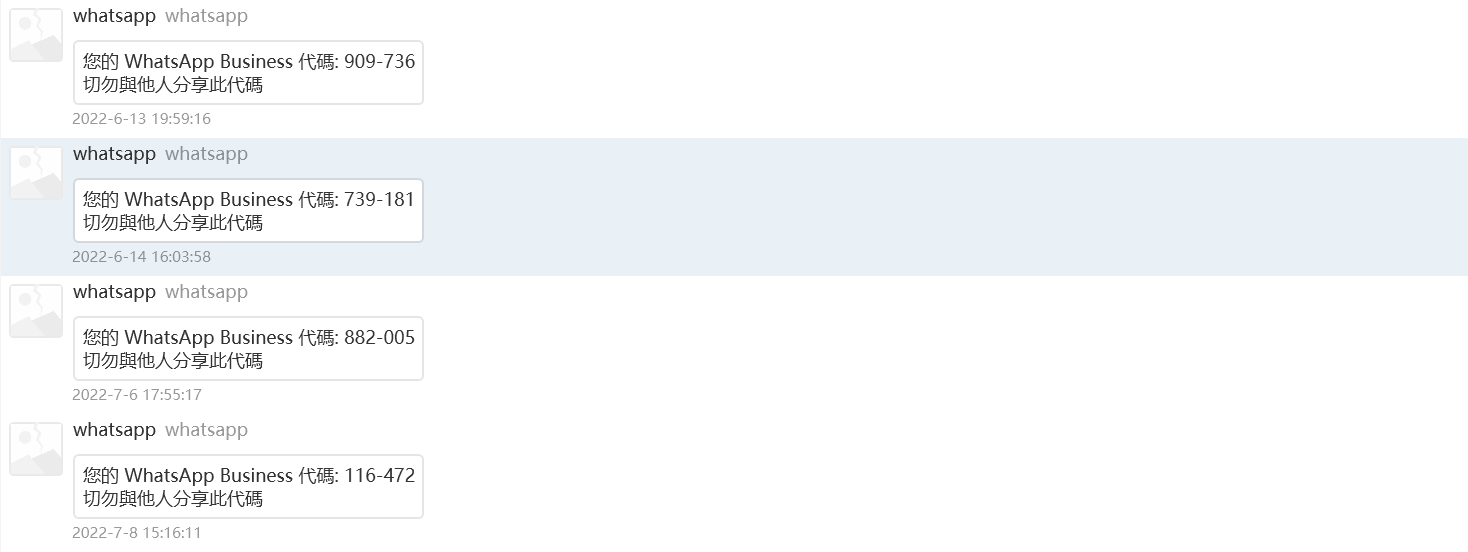 whatsapp whatsapp
您的 WhatsApp Business 代碼: 909-736
切勿與他人分享此代碼
2022-6-13 19:59:16
whatsapp whatsapp
您的 WhatsApp Business 代碼: 739-181
切勿與他人分享此代碼
2022-6-14 16:03:58
whatsapp whatsapp
您的 WhatsApp Business 代碼: 882-005
切勿與他人分享此代碼
2022-7-6 17:55:17
whatsapp whatsapp
您的 WhatsApp Business 代碼: 116-472
切勿與他人分享此代碼
2022-7-8 15:16:11